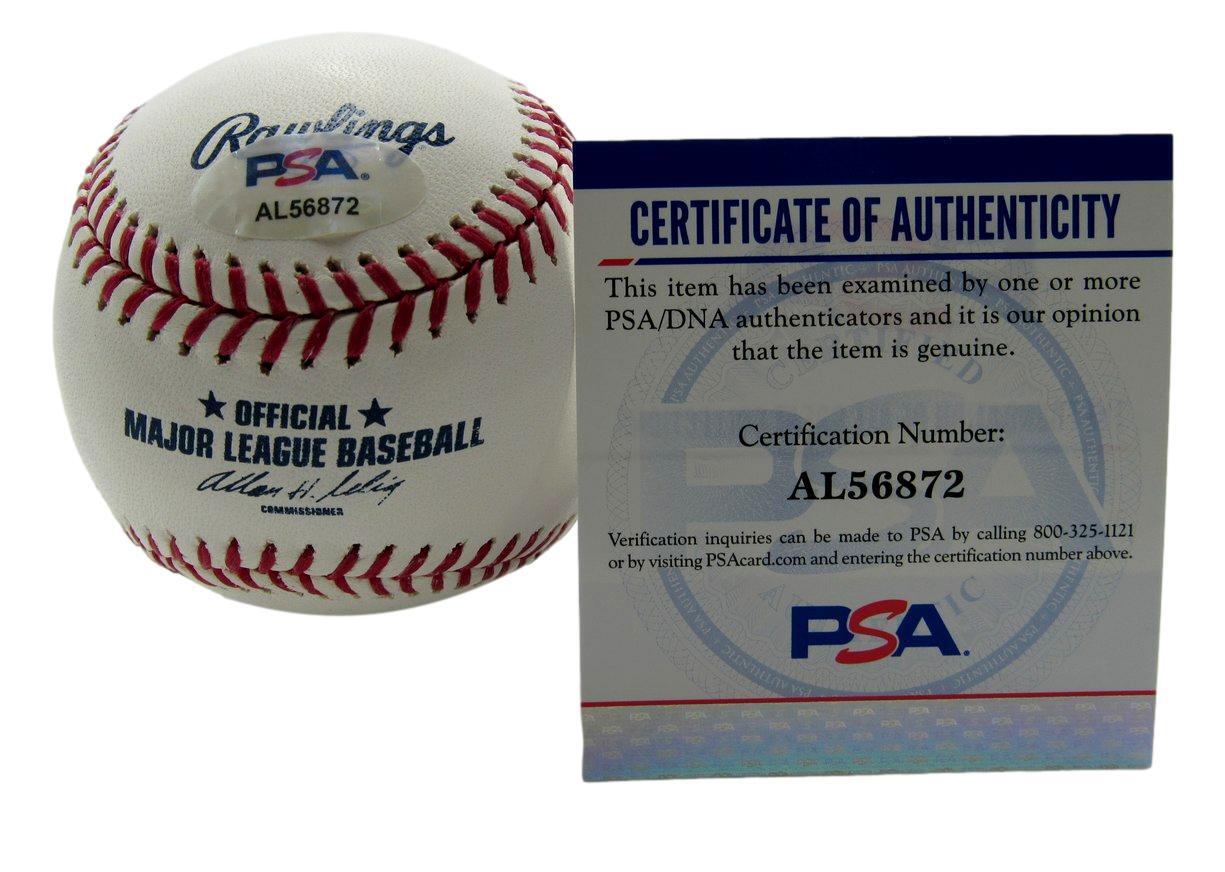 Rawlings
PSA
AL56872
★ OFFICIAL ★
MAJOR LEAGUE BASEBALL
Allan H. Selig
COMMISSIONER
CERTIFICATE OF AUTHENTICITY
This item has been examined by one or more
PSA/DNA authenticators and it is our opinion
that the item is genuine.
Certification Number:
AL56872
Verification inquiries can be made to PSA by calling 800-325-1121
or by visiting PSAcard.com and entering the certification number above.
PSA